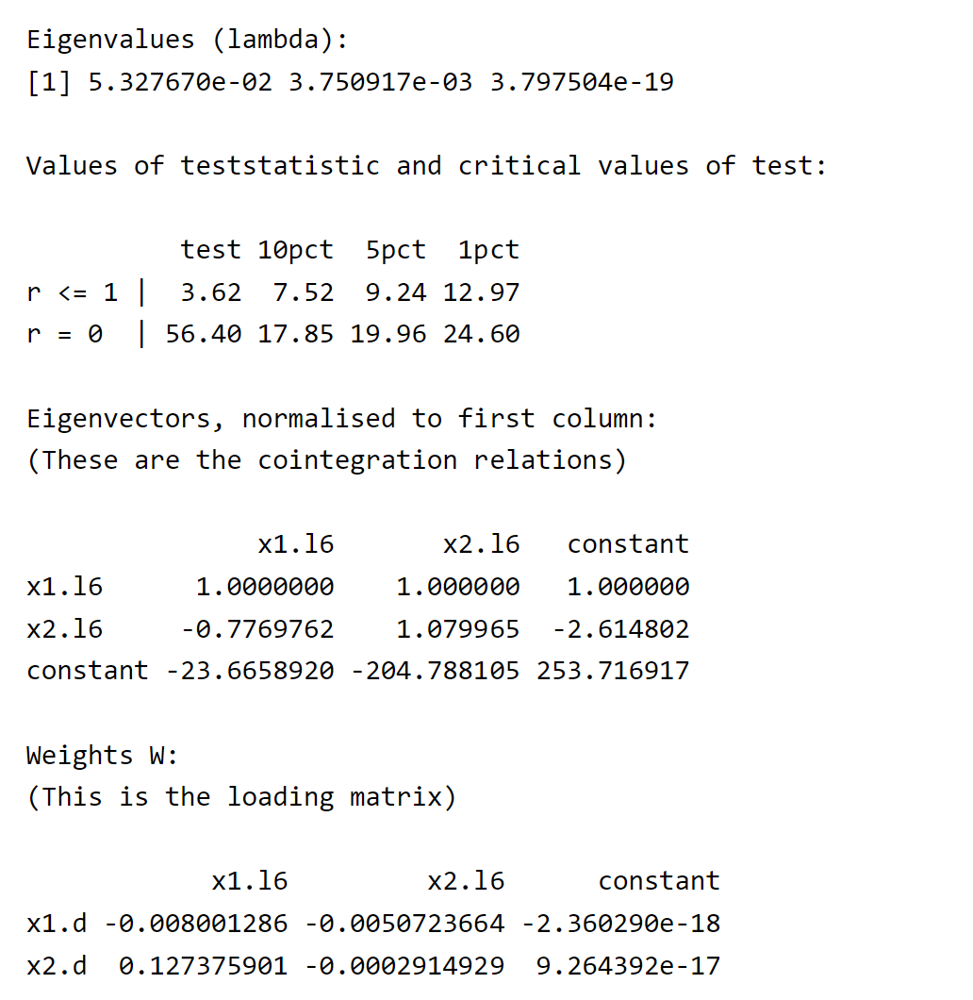 Eigenvalues (lambda):
[1] 5.327670e-02 3.750917e-03 3.797504e-19
Values of teststatistic and critical values of test:
test 10pct 5pct 1pct
r <= 1 | 3.62 7.52 9.24 12.97
r = 0 | 56.40 17.85 19.96 24.60
Eigenvectors, normalised to first column:
(These are the cointegration relations)
x1.l6 x2.l6 constant
x1.l6 1.0000000 1.000000 1.000000
x2.l6 -0.7769762 1.079965 -2.614802
constant -23.6658920 -204.788105 253.716917
Weights W:
(This is the loading matrix)
x1.l6 x2.l6 constant
x1.d -0.008001286 -0.0050723664 -2.360290e-18
x2.d 0.127375901 -0.0002914929 9.264392e-17